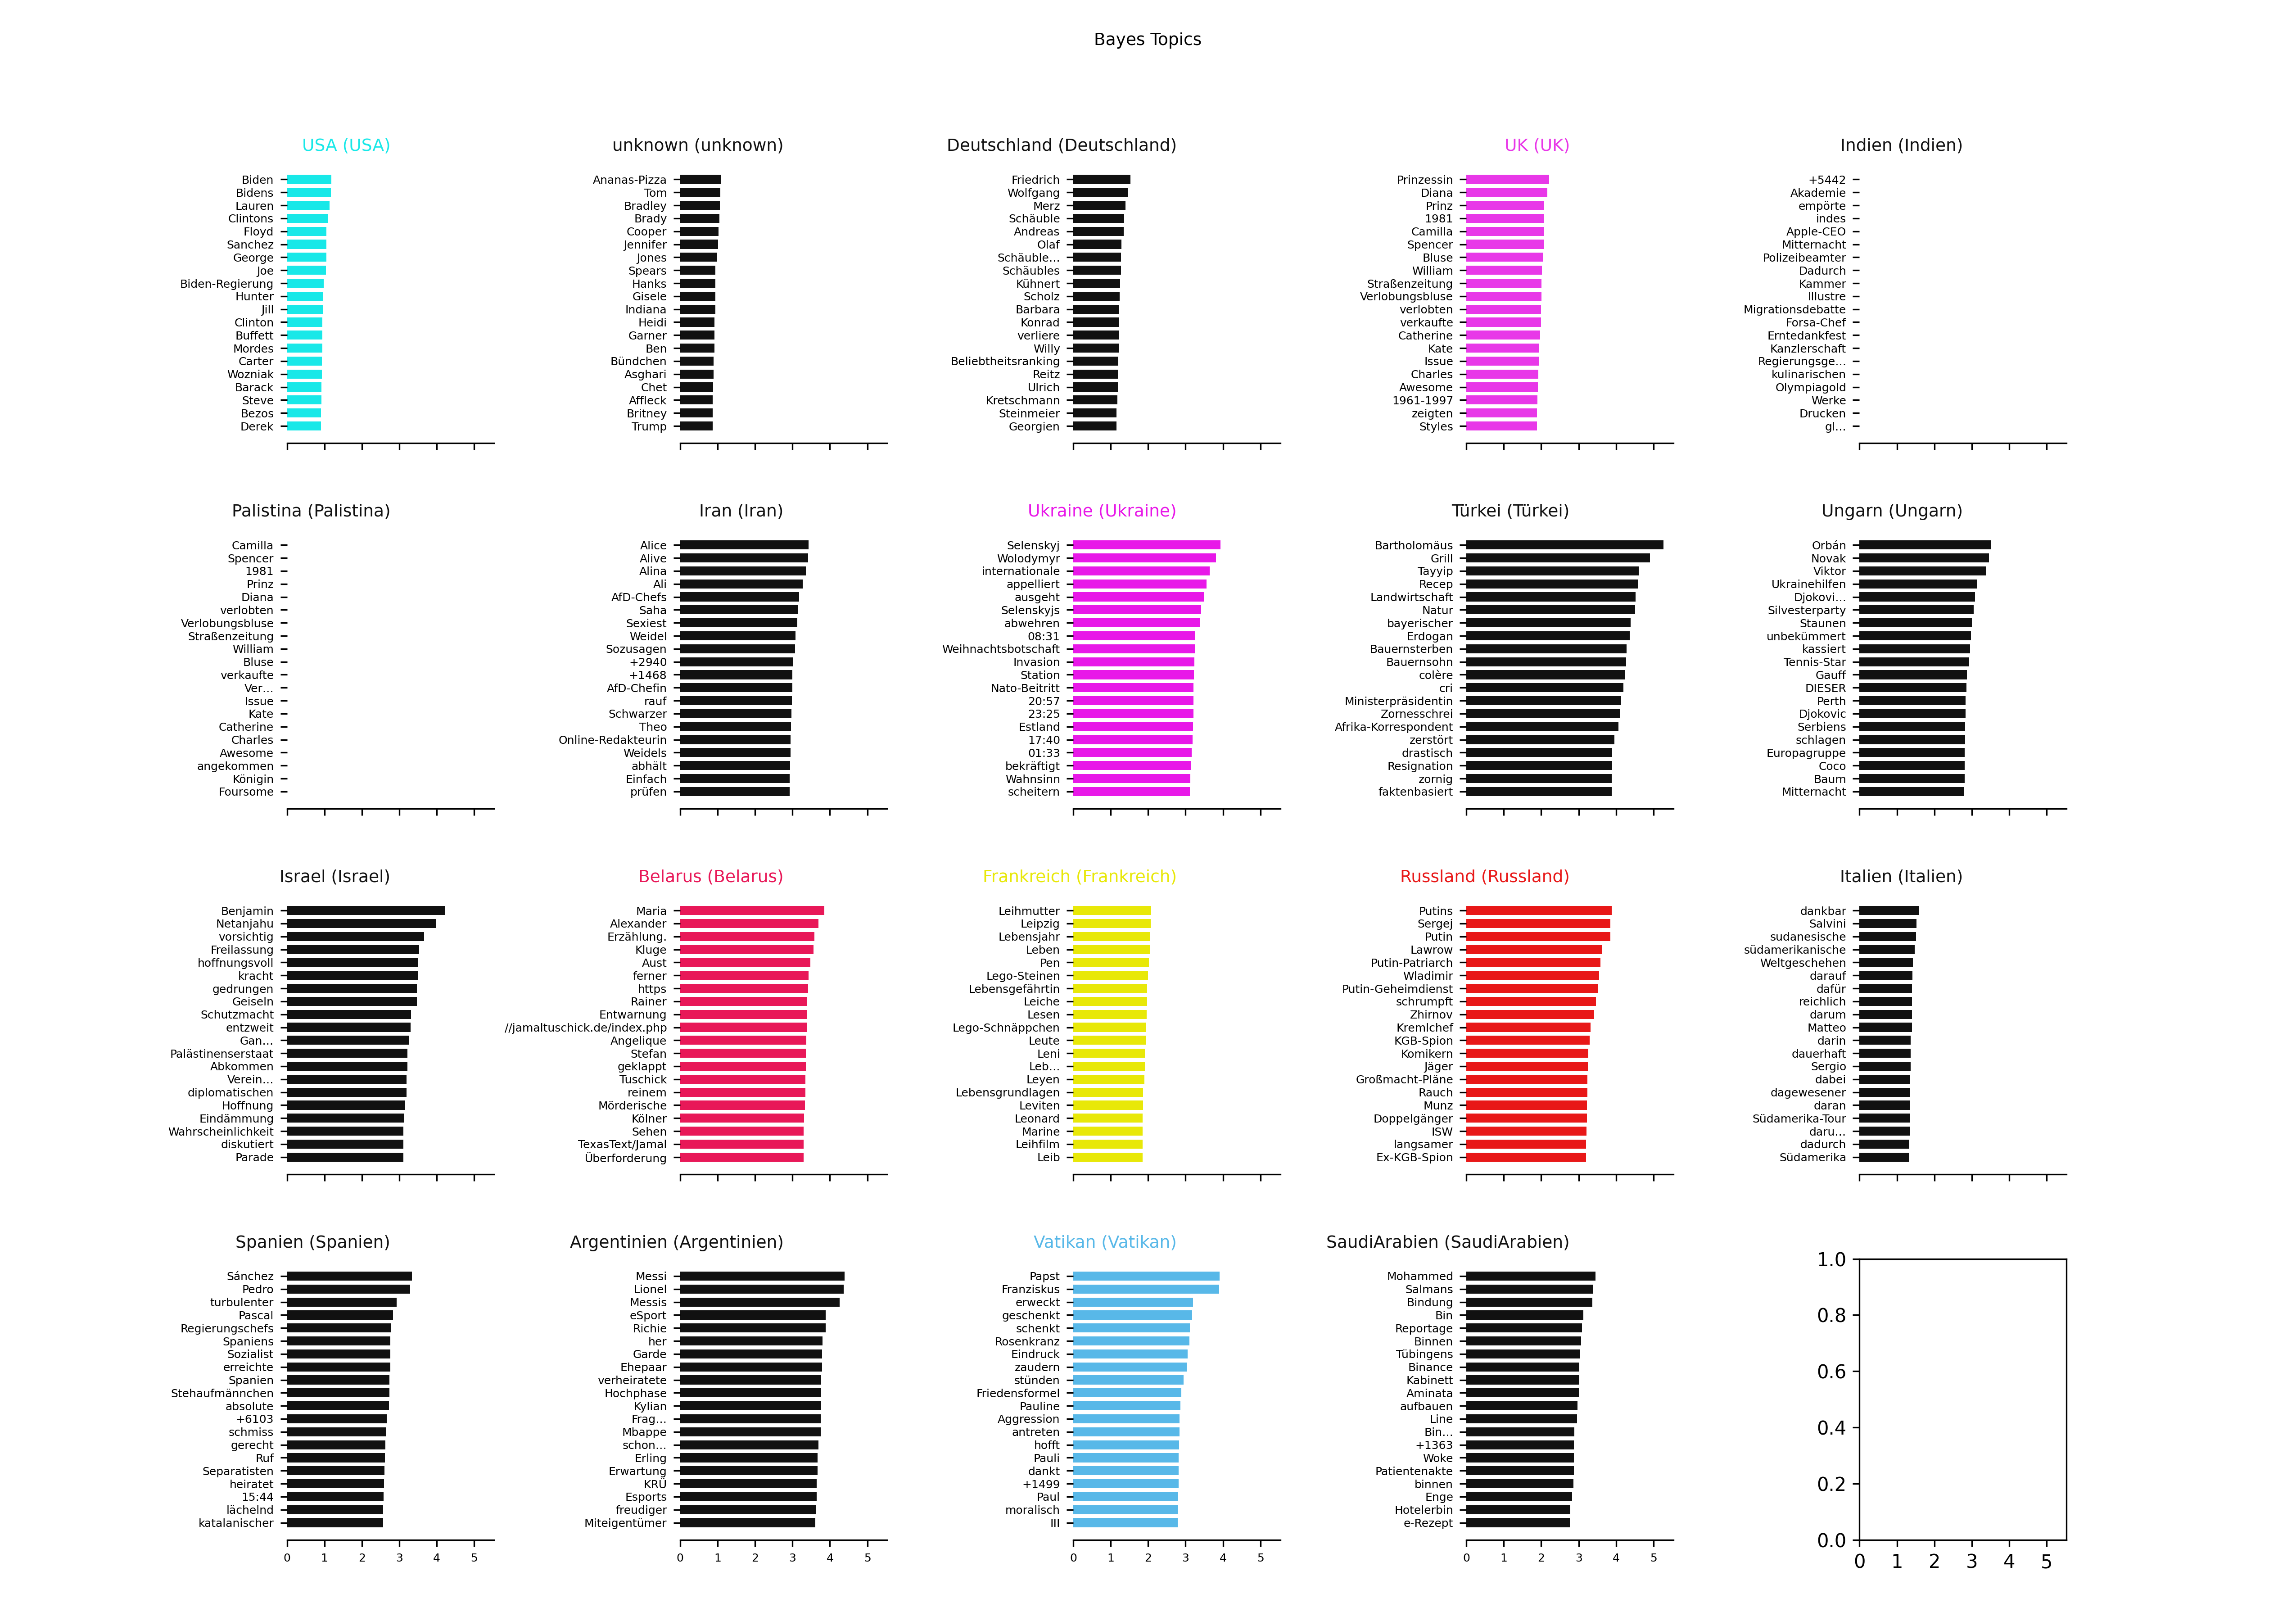 Bayes Topics
USA (USA)
Biden
Bidens
Lauren
Clintons
Floyd
Sanchez
George
Joe
Biden-Regierung
Hunter
Jill
Clinton
Buffett
Mordes
Carter
Wozniak
Barack
Steve
Bezos
Derek
unknown (unknown)
Ananas-Pizza
Tom
Bradley
Brady
Cooper
Jennifer
Jones
Spears
Hanks
Gisele
Indiana
Heidi
Garner
Ben
Bündchen
Asghari
Chet
Affleck
Britney
Trump
Deutschland (Deutschland)
Friedrich
Wolfgang
Merz
Schäuble
Andreas
Olaf
Schäuble...
Schäubles
Kühnert
Scholz
Barbara
Konrad
verliere
Willy
Beliebtheitsranking
Reitz
Ulrich
Kretschmann
Steinmeier
Georgien
UK (UK)
Prinzessin
Diana
Prinz
1981
Camilla
Spencer
Bluse
William
Straßenzeitung
Verlobungsbluse
verlobten
verkaufte
Catherine
Kate
Issue
Charles
Awesome
1961-1997
zeigten
Styles
Indien (Indien)
+5442
Akademie
empörte
indes
Apple-CEO
Mitternacht
Polizeibeamter
Dadurch
Kammer
Illustre
Migrationsdebatte
Forsa-Chef
Erntedankfest
Kanzlerschaft
Regierungsge...
kulinarischen
Olympiagold
Werke
Drucken
gl...
Palistina (Palistina)
Camilla
Spencer
1981
Prinz
Diana
verlobten
Verlobungsbluse
Straßenzeitung
William
Bluse
verkaufte
Ver...
Issue
Kate
Catherine
Charles
Awesome
angekommen
Königin
Foursome
Iran (Iran)
Alice
Alive
Alina
Ali
AfD-Chefs
Saha
Sexiest
Weidel
Sozusagen
+2940
+1468
AfD-Chefin
rauf
Schwarzer
Theo
Online-Redakteurin
Weidels
abhält
Einfach
prüfen
Ukraine (Ukraine)
Selenskyj
Wolodymyr
internationale
appelliert
ausgeht
Selenskyjs
abwehren
08:31
Weihnachtsbotschaft
Invasion
Station
Nato-Beitritt
20:57
23:25
Estland
17:40
01:33
bekräftigt
Wahnsinn
scheitern
Türkei (Türkei)
Bartholomäus
Grill
Tayyip
Recep
Landwirtschaft
Natur
bayerischer
Erdogan
Bauernsterben
Bauernsohn
colère
cri
Ministerpräsidentin
Zornesschrei
Afrika-Korrespondent
zerstört
drastisch
Resignation
zornig
faktenbasiert
Ungarn (Ungarn)
Orbán
Novak
Viktor
Ukrainehilfen
Djokovi...
Silvesterparty
Staunen
unbekümmert
kassiert
Tennis-Star
Gauff
DIESER
Perth
Djokovic
Serbiens
schlagen
Europagruppe
Coco
Baum
Mitternacht
Israel (Israel)
Benjamin
Netanjahu
vorsichtig
Freilassung
hoffnungsvoll
kracht
gedrungen
Geiseln
Schutzmacht
entzweit
Gan...
Palästinenserstaat
Abkommen
Verein...
diplomatischen
Hoffnung
Eindämmung
Wahrscheinlichkeit
diskutiert
Parade
Belarus (Belarus)
Maria
Alexander
Erzählung.
Kluge
Aust
ferner
https
Rainer
Entwarnung
//jamaltuschick.de/index.php
Angelique
Stefan
geklappt
Tuschick
reinem
Mörderische
Kölner
Sehen
TexasText/Jamal
Überforderung
Frankreich (Frankreich)
Leihmutter
Leipzig
Lebensjahr
Leben
Pen
Lego-Steinen
Lebensgefährtin
Leiche
Lesen
Lego-Schnäppchen
Leute
Leni
Leb...
Leyen
Lebensgrundlagen
Leviten
Leonard
Marine
Leihfilm
Leib
Russland (Russland)
Putins
Sergej
Putin
Lawrow
Putin-Patriarch
Wladimir
Putin-Geheimdienst
schrumpft
Zhirnov
Kremlchef
KGB-Spion
Komikern
Jäger
Großmacht-Pläne
Rauch
Munz
Doppelgänger
ISW
langsamer
Ex-KGB-Spion
Italien (Italien)
dankbar
Salvini
sudanesische
südamerikanische
Weltgeschehen
darauf
dafür
reichlich
darum
Matteo
darin
dauerhaft
Sergio
dabei
dagewesener
daran
Südamerika-Tour
daru...
dadurch
Südamerika
Spanien (Spanien)
Sánchez
Pedro
turbulenter
Pascal
Regierungschefs
Spaniens
Sozialist
erreichte
Spanien
Stehaufmännchen
absolute
+6103
schmiss
gerecht
Ruf
Separatisten
heiratet
15:44
lächelnd
katalanischer
0 1 2 3 4 5
Argentinien (Argentinien)
Messi
Lionel
Messis
eSport
Richie
her
Garde
Ehepaar
verheiratete
Hochphase
Kylian
Frag...
Mbappe
schon...
Erling
Erwartung
KRÜ
Esports
freudiger
Miteigentümer
0 1 2 3 4 5
Vatikan (Vatikan)
Papst
Franziskus
erweckt
geschenkt
schenkt
Rosenkranz
Eindruck
zaudern
stünden
Friedensformel
Pauline
Aggression
antreten
hofft
Pauli
dankt
+1499
Paul
moralisch
III
0 1 2 3 4 5
SaudiArabien (SaudiArabien)
Mohammed
Salmans
Bindung
Bin
Reportage
Binnen
Tübingens
Binance
Kabinett
Aminata
aufbauen
Line
Bin...
+1363
Woke
Patientenakte
binnen
Enge
Hotelerbin
e-Rezept
0 1 2 3 4 5
1.0
0.8
0.6
0.4
0.2
0.0
0 1 2 3 4 5